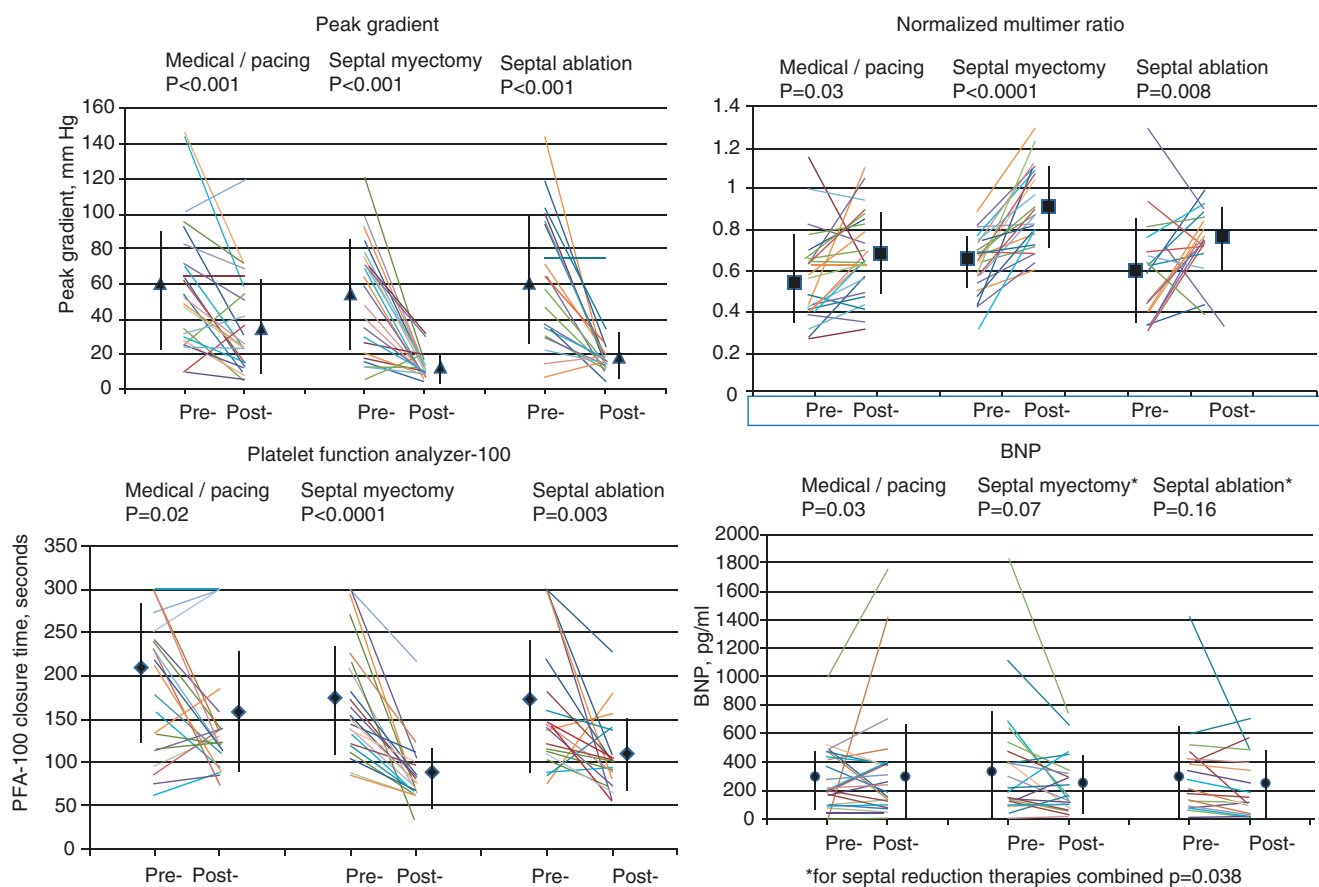 Peak gradient
Medical / pacing
P<0.001
Septal myectomy
P<0.001
Septal ablation
P<0.001
Peak gradient, mm Hg
160
140
120
100
80
60
40
20
0
Pre- Post-
Pre- Post-
Pre- Post-
Normalized multimer ratio
Medical / pacing
P=0.03
Septal myectomy
P<0.0001
Septal ablation
P=0.008
1.4
1.2
1
0.8
0.6
0.4
0.2
0
Pre- Post-
Pre- Post-
Pre- Post-
Platelet function analyzer-100
Medical / pacing
P=0.02
Septal myectomy
P<0.0001
Septal ablation
P=0.003
PFA-100 closure time, seconds
350
300
250
200
150
100
50
0
Pre- Post-
Pre- Post-
Pre- Post-
BNP
Medical / pacing
P=0.03
Septal myectomy*
P=0.07
Septal ablation*
P=0.16
BNP, pg/ml
2000
1800
1600
1400
1200
1000
800
600
400
200
0
Pre- Post-
Pre- Post-
Pre- Post-
*for septal reduction therapies combined p=0.038